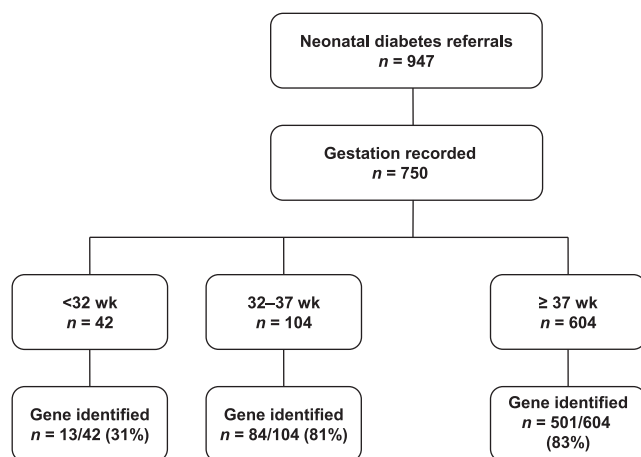 Neonatal diabetes referrals
n = 947
Gestation recorded
n = 750
<32 wk
n = 42
32–37 wk
n = 104
≥ 37 wk
n = 604
Gene identified
n = 13/42 (31%)
Gene identified
n = 84/104 (81%)
Gene identified
n = 501/604
(83%)